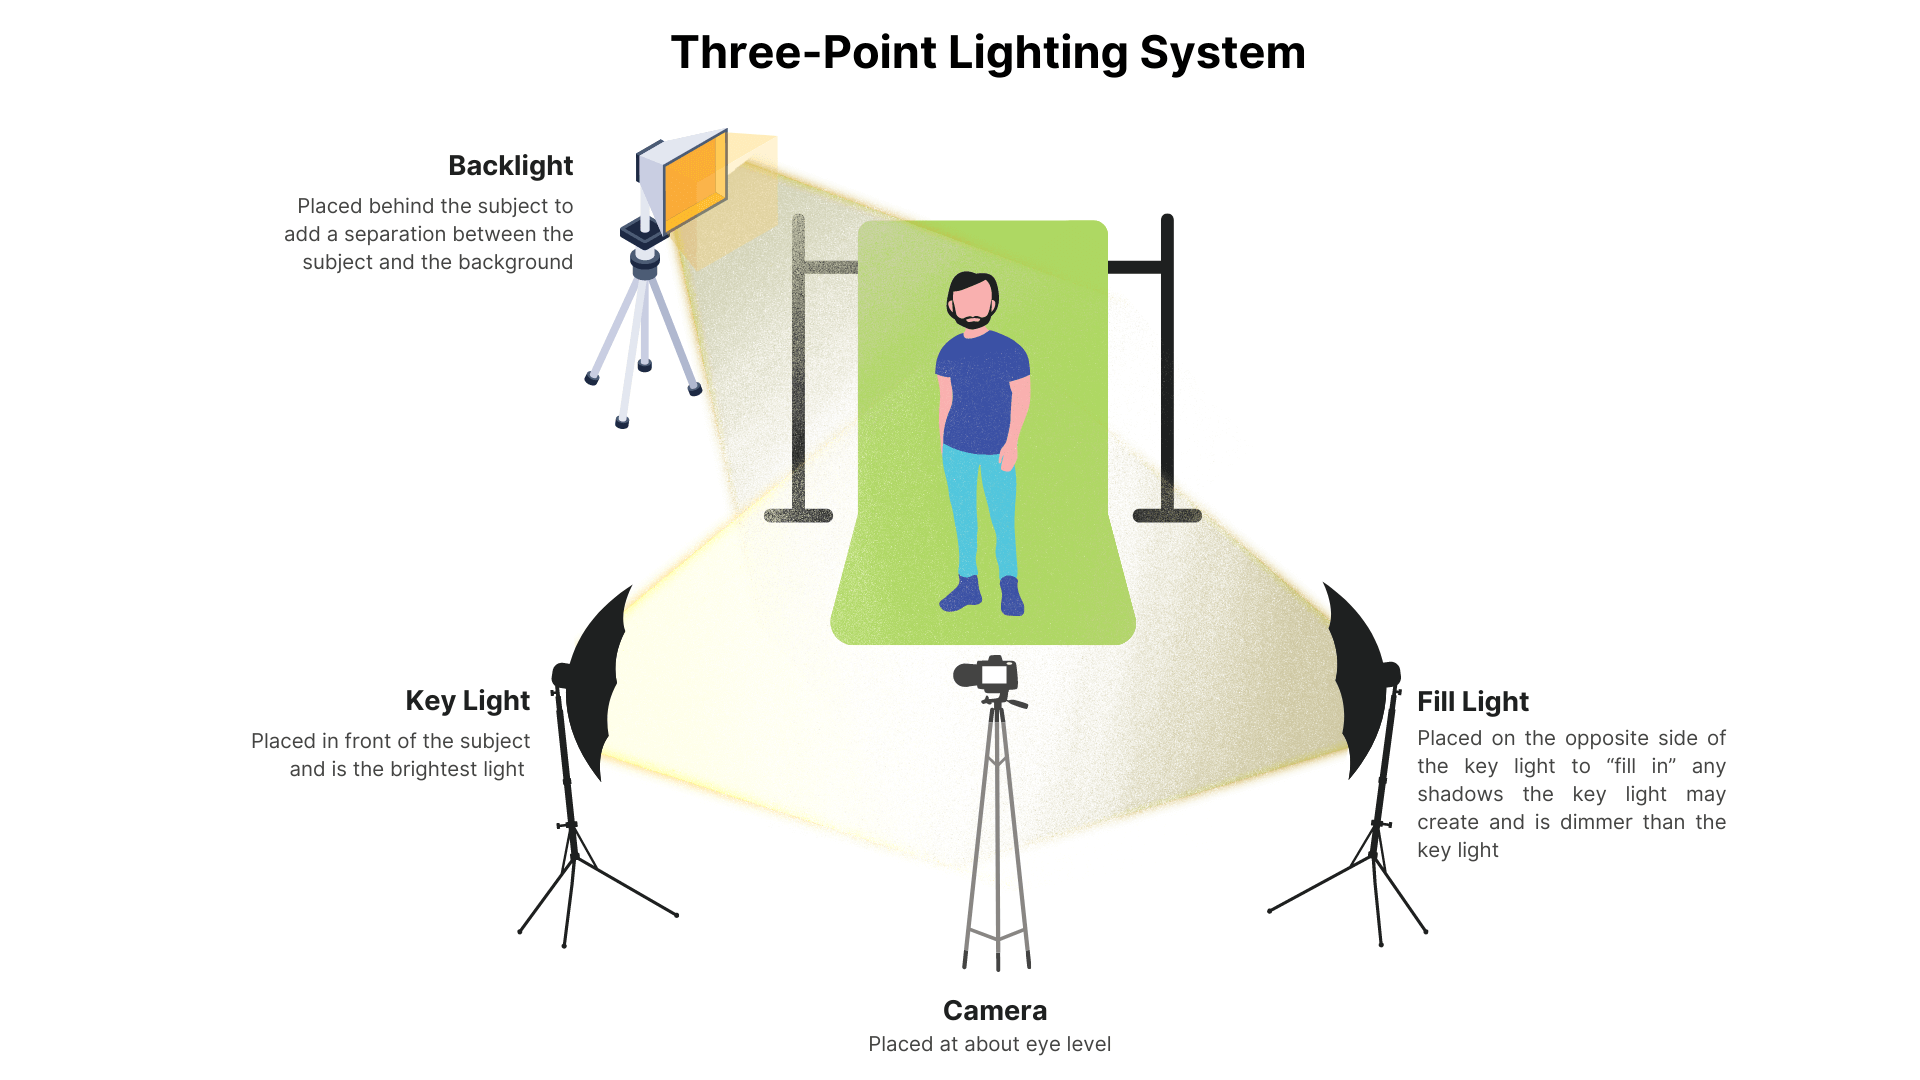 Three-Point Lighting System
Backlight
Placed behind the subject to
add a separation between the
subject and the background
Key Light
Placed in front of the subject
and is the brightest light
Fill Light
Placed on the opposite side of
the key light to “fill in” any
shadows the key light may
create and is dimmer than the
key light
Camera
Placed at about eye level